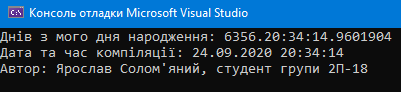 Консоль отладки Microsoft Visual Studio
Днів з мого дня народження: 6356.20:34:14.9601904
Дата та час компіляції: 24.09.2020 20:34:14
Автор: Ярослав Солом'яний, студент групи 2П-18